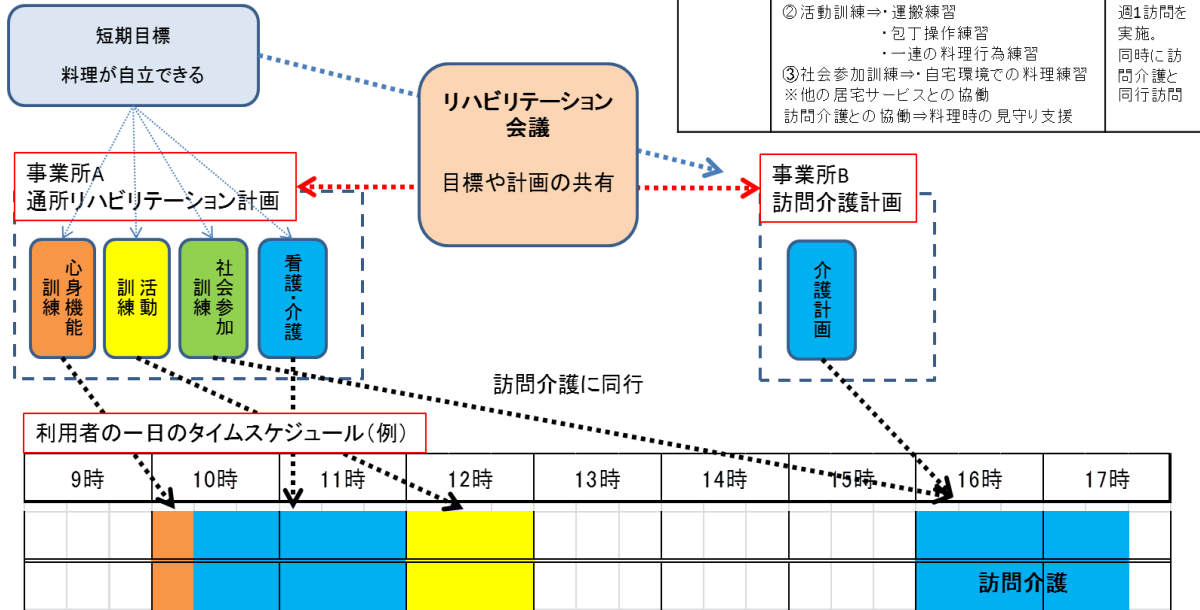 短期目標
料理が自立できる
リハビリテーション
会議
目標や計画の共有
②活動訓練⇒・運搬練習
・包丁操作練習
・一連の料理行為練習
③社会参加訓練⇒・自宅環境での料理練習
※他の居宅サービスとの協働
訪問介護との協働⇒料理時の見守り支援
週1訪問を
実施。
同時に訪
問介護と
同行訪問
事業所A
通所リハビリテーション計画
事業所B
訪問介護計画
心身機能
訓練
活動
訓練
社会参加
訓練
看護・介護
介護計画
訪問介護に同行
利用者の一日のタイムスケジュール(例)
9時 10時 11時 12時 13時 14時 15時 16時 17時
訪問介護